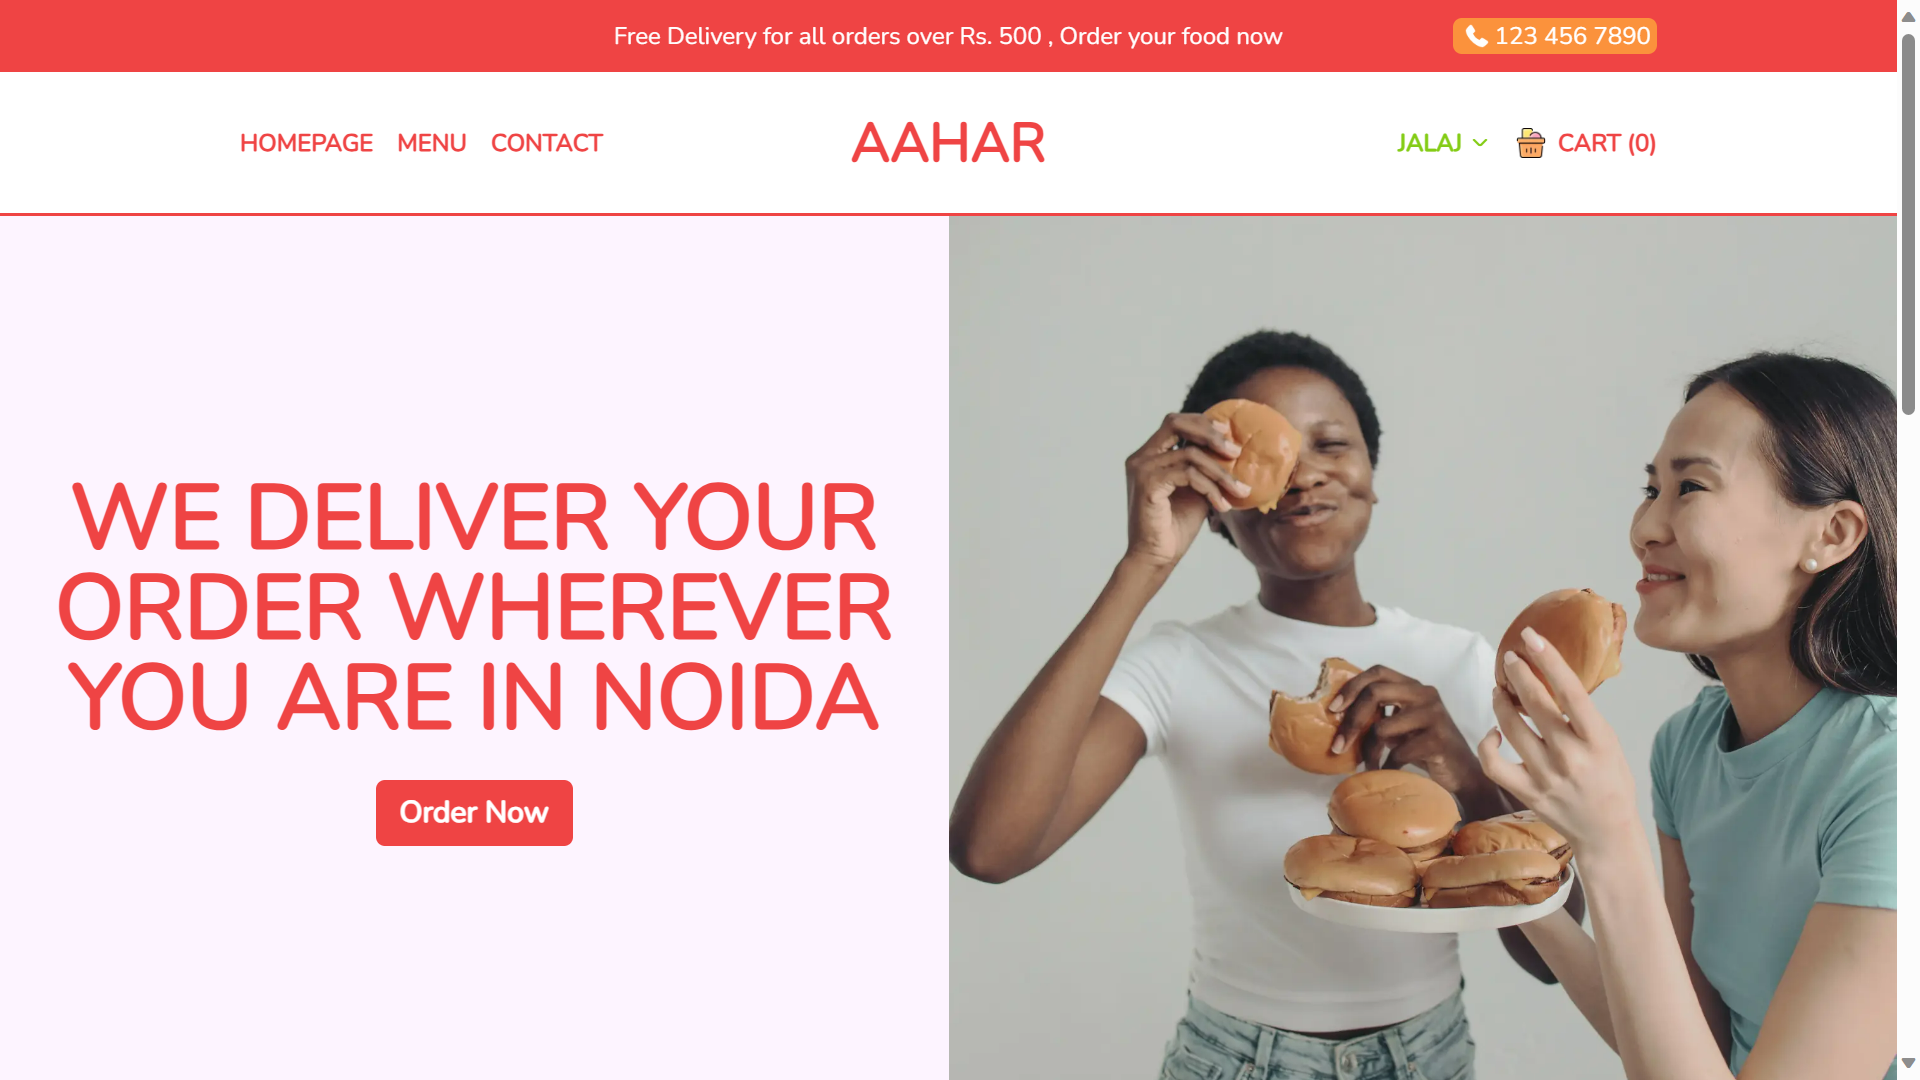 Free Delivery for all orders over Rs. 500 , Order your food now
123 456 7890
HOMEPAGE MENU CONTACT
AAHAR
JALAJ
CART (0)
WE DELIVER YOUR
ORDER WHEREVER
YOU ARE IN NOIDA
Order Now